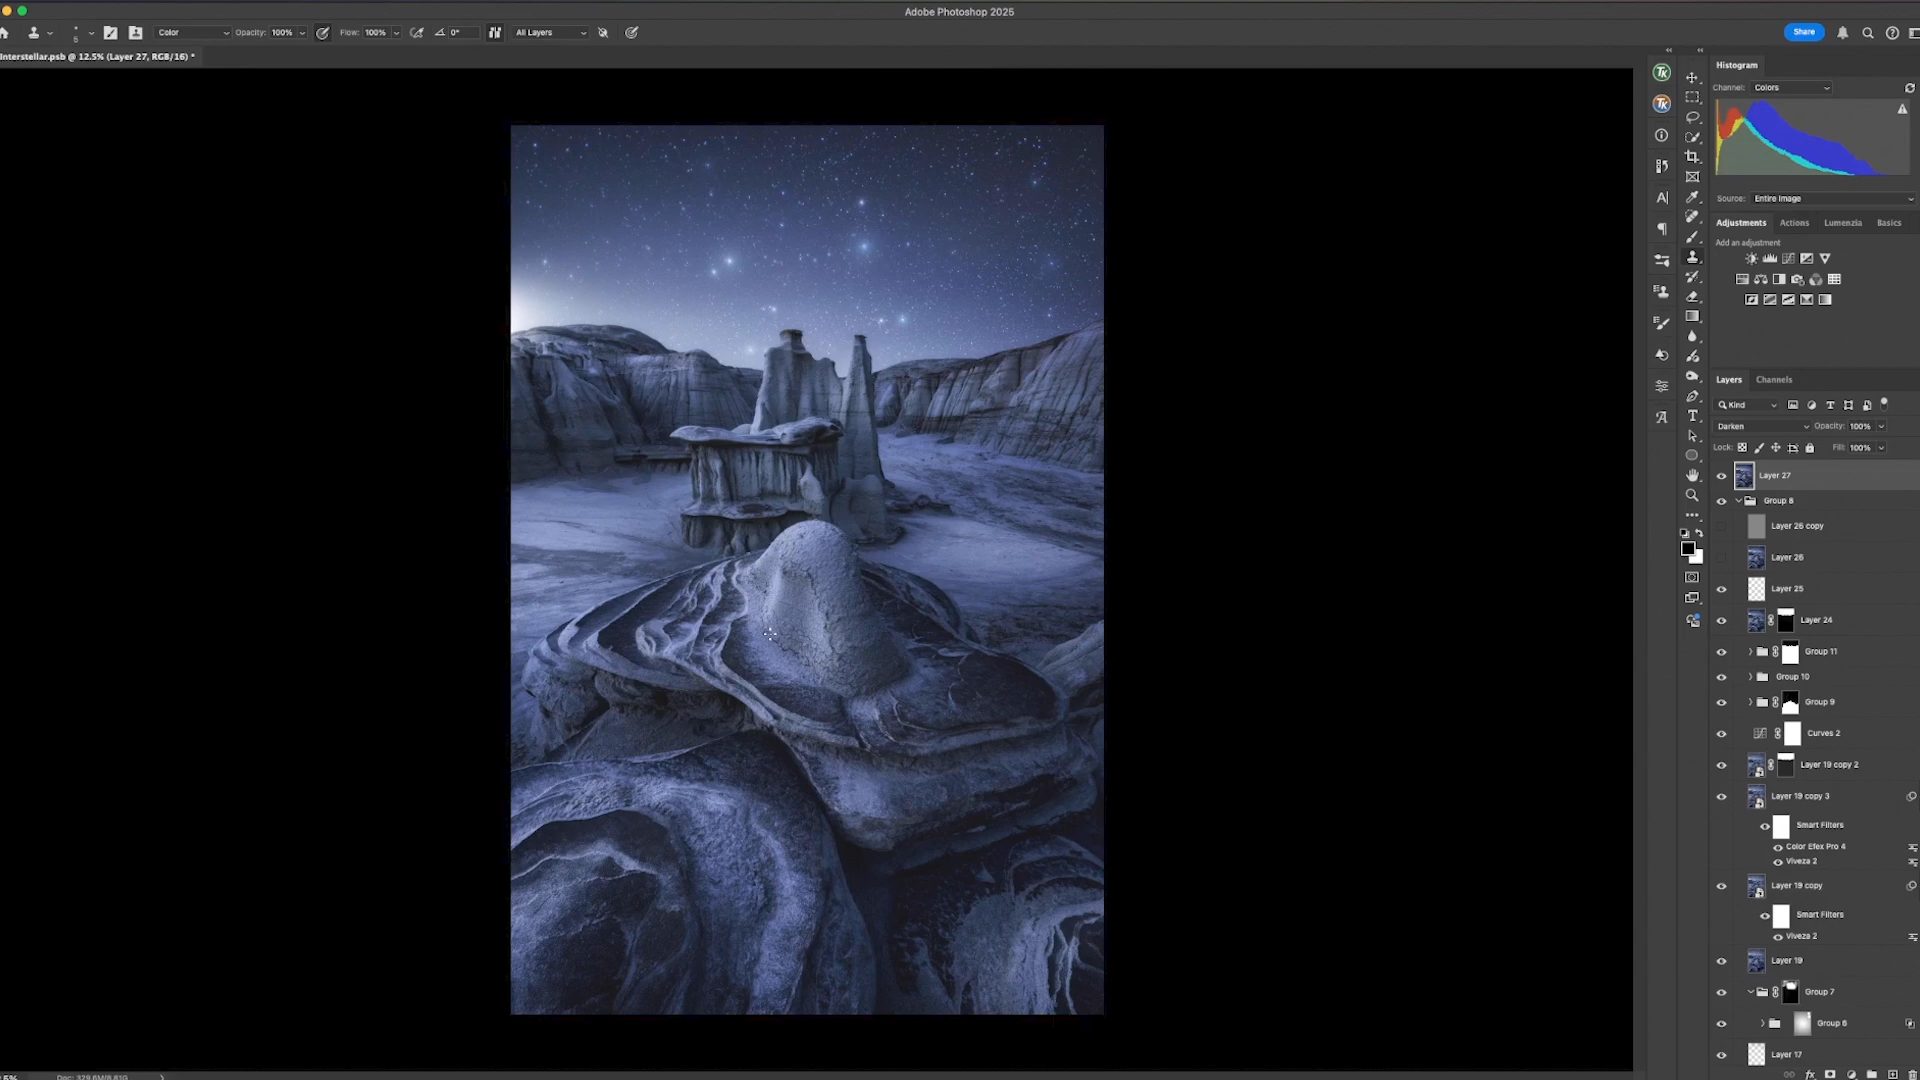 Adobe Photoshop 2025
5
Color
Opacity: 100%
Flow: 100%
0°
All Layers
Share
Interstellar.psb @ 12.5% (Layer 27, RGB/16) *
TK
TK
Histogram
Channel: Colors
Source: Entire Image
Adjustments Actions Lumenzia Basics
Add an adjustment
Layers Channels
Kind
Darken Opacity: 100%
Lock: Fill: 100%
Layer 27
Group 8
Layer 26 copy
Layer 26
Layer 25
Layer 24
Group 11
Group 10
Group 9
Curves 2
Layer 19 copy 2
Layer 19 copy 3
Smart Filters
Color Efex Pro 4
Viveza 2
Layer 19 copy
Smart Filters
Viveza 2
Layer 19
Group 7
Group 6
Layer 17